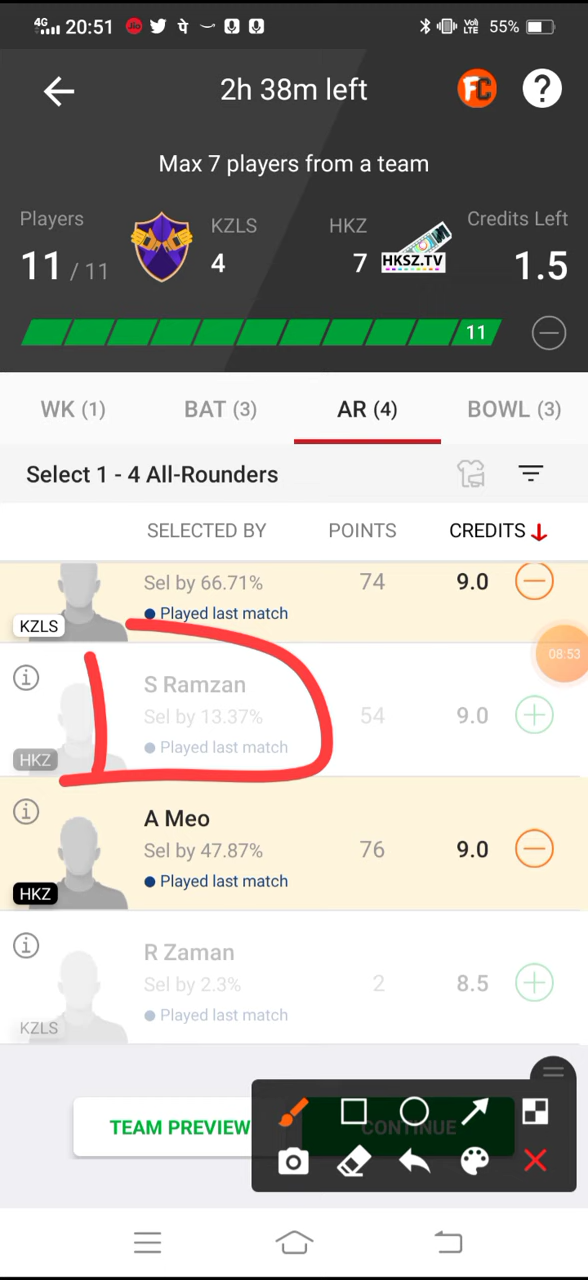 4G 20:51 Jio पे Vo) LTE 55%
2h 38m left FC ?
Max 7 players from a team
Players KZLS HKZ Credits Left
11 / 11 4 7 HKSZ.TV 1.5
11
WK (1) BAT (3) AR (4) BOWL (3)
Select 1 - 4 All-Rounders
SELECTED BY POINTS CREDITS
Sel by 66.71% 74 9.0
Played last match
KZLS
08:53
S Ramzan
Sel by 13.37% 54 9.0
Played last match
HKZ
A Meo
Sel by 47.87% 76 9.0
Played last match
HKZ
R Zaman
Sel by 2.3% 2 8.5
Played last match
KZLS
TEAM PREVIEW CONTINUE